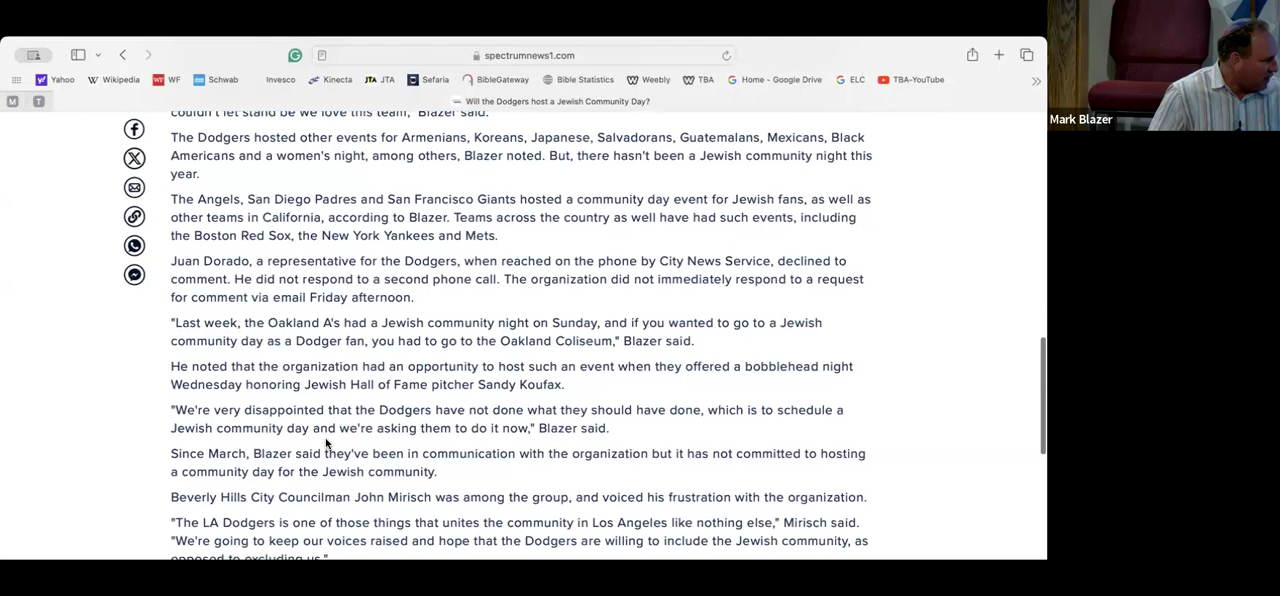 spectrumnews1.com
Yahoo Wikipedia WF WF Schwab Invesco Kinecta JTA JTA Sefaria BibleGateway Bible Statistics Weebly TBA Home - Google Drive ELC TBA-YouTube
M T Will the Dodgers host a Jewish Community Day?
Mark Blazer
couldn't let stand be we love this team," Blazer said.
The Dodgers hosted other events for Armenians, Koreans, Japanese, Salvadorans, Guatemalans, Mexicans, Black
Americans and a women's night, among others, Blazer noted. But, there hasn't been a Jewish community night this
year.
The Angels, San Diego Padres and San Francisco Giants hosted a community day event for Jewish fans, as well as
other teams in California, according to Blazer. Teams across the country as well have had such events, including
the Boston Red Sox, the New York Yankees and Mets.
Juan Dorado, a representative for the Dodgers, when reached on the phone by City News Service, declined to
comment. He did not respond to a second phone call. The organization did not immediately respond to a request
for comment via email Friday afternoon.
"Last week, the Oakland A's had a Jewish community night on Sunday, and if you wanted to go to a Jewish
community day as a Dodger fan, you had to go to the Oakland Coliseum," Blazer said.
He noted that the organization had an opportunity to host such an event when they offered a bobblehead night
Wednesday honoring Jewish Hall of Fame pitcher Sandy Koufax.
"We're very disappointed that the Dodgers have not done what they should have done, which is to schedule a
Jewish community day and we're asking them to do it now," Blazer said.
Since March, Blazer said they've been in communication with the organization but it has not committed to hosting
a community day for the Jewish community.
Beverly Hills City Councilman John Mirisch was among the group, and voiced his frustration with the organization.
"The LA Dodgers is one of those things that unites the community in Los Angeles like nothing else," Mirisch said.
"We're going to keep our voices raised and hope that the Dodgers are willing to include the Jewish community, as
opposed to excluding us."